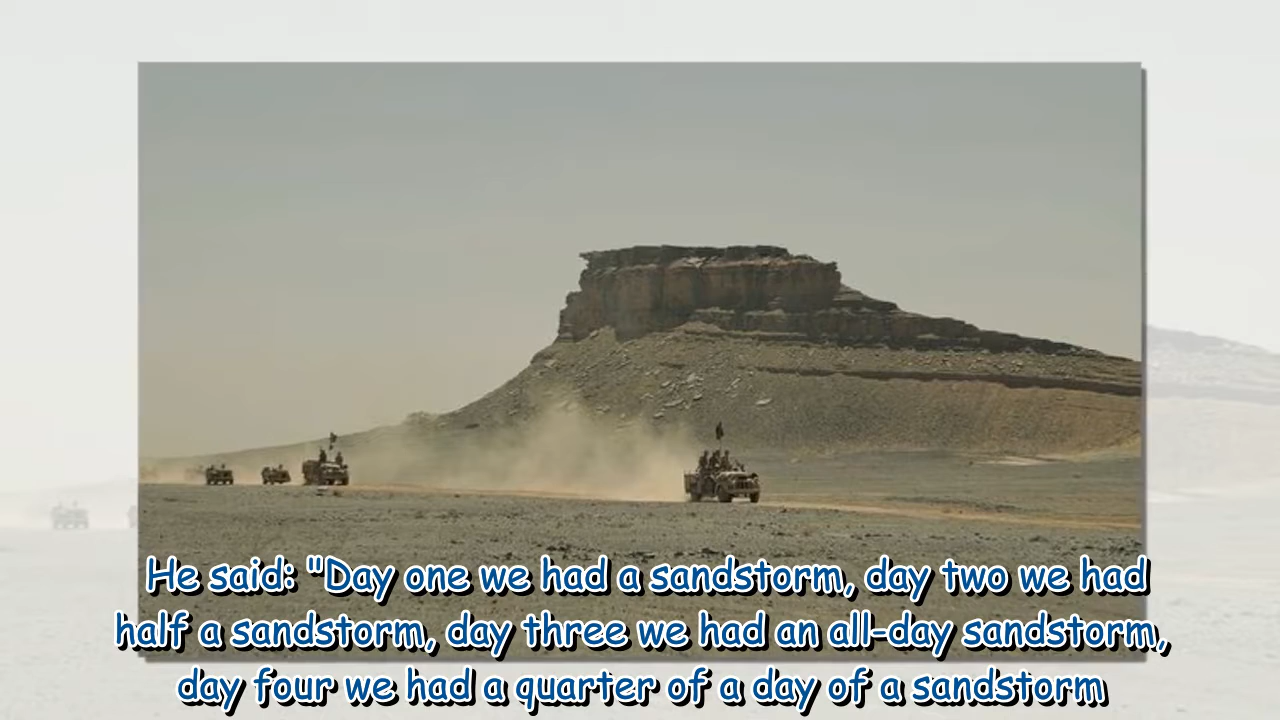 He said: "Day one we had a sandstorm, day two we had
half a sandstorm, day three we had an all-day sandstorm,
day four we had a quarter of a day of a sandstorm